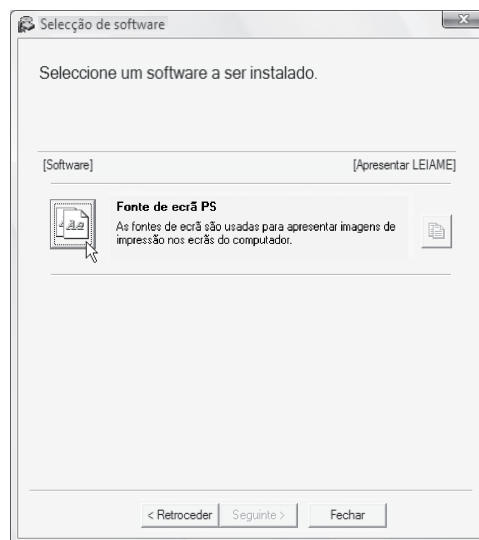 Selecção de software
Seleccione um software a ser instalado.
[Software] [Apresentar LEIAME]
Fonte de ecrã PS
As fontes de ecrã são usadas para apresentar imagens de
impressão nos ecrãs do computador.
< Retroceder Seguinte > Fechar